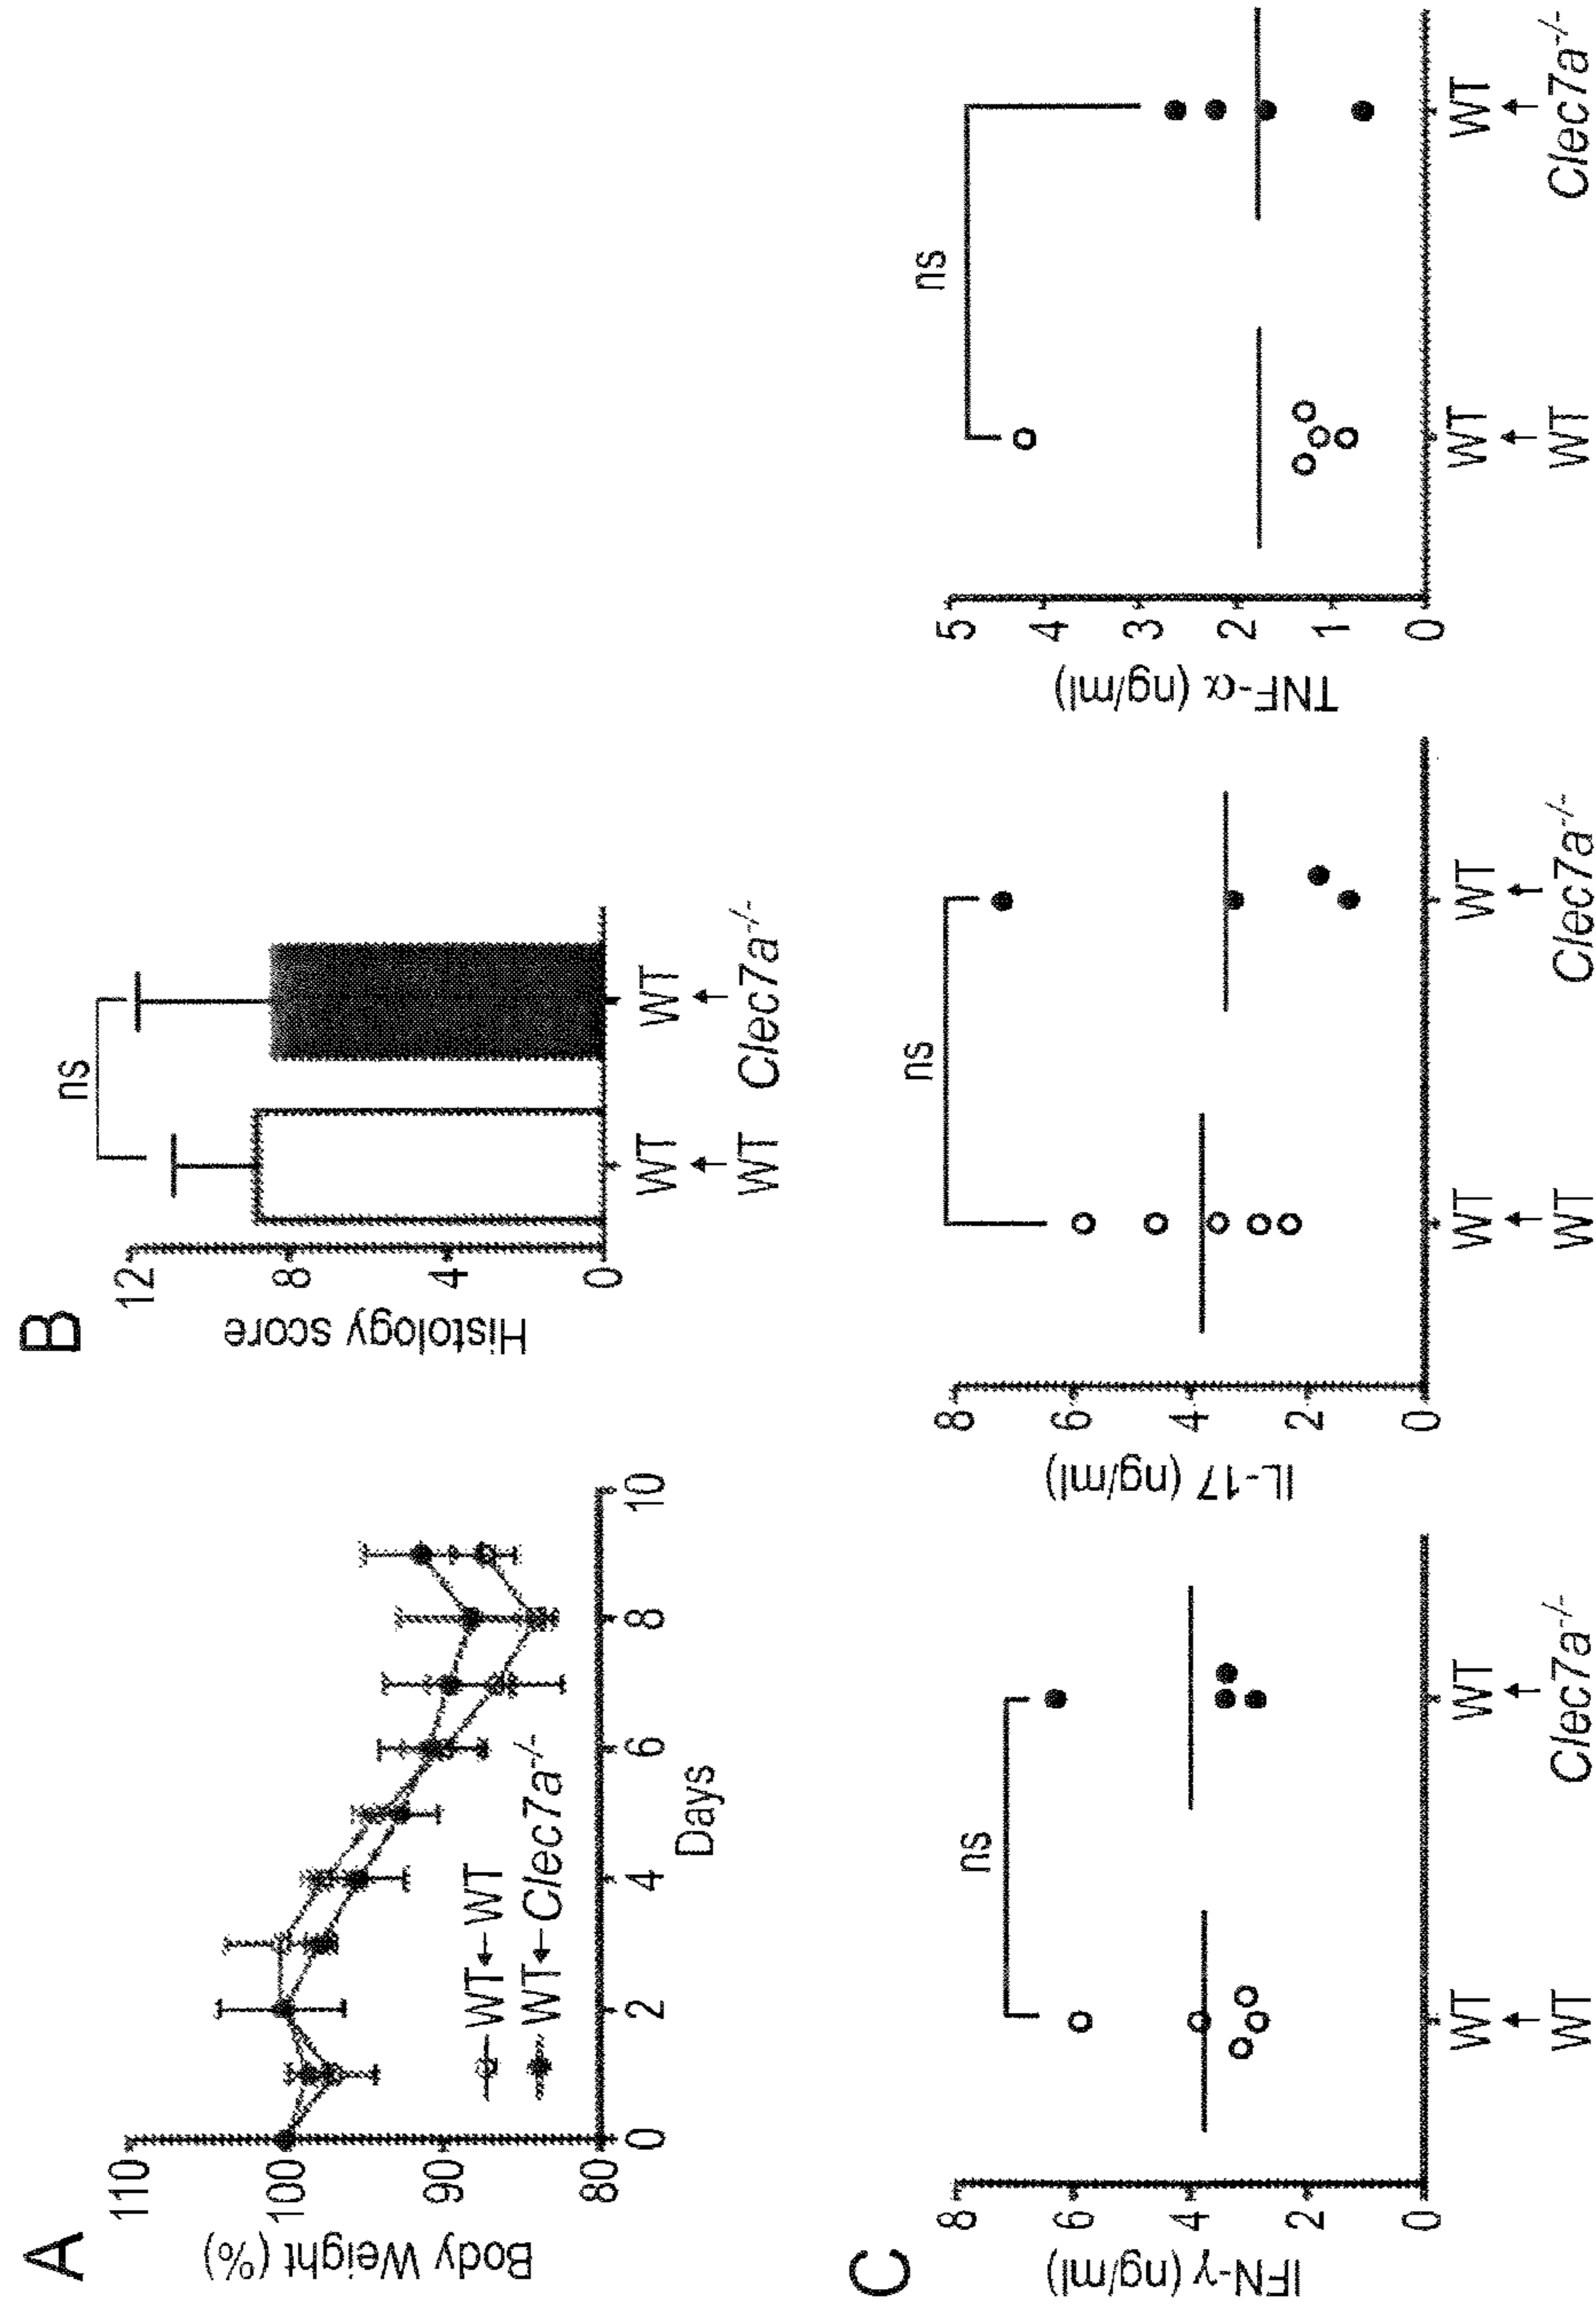 A
Body Weight (%)
110
100
90
80
0 2 4 6 8 10
Days
WT←WT
WT←Clec7a-/-
B
Histology score
12
8
4
0
ns
WT WT
↑ ↑
WT Clec7a-/-
C
IFN-γ (ng/ml)
8
6
4
2
0
ns
WT WT
↑ ↑
WT Clec7a-/-
IL-17 (ng/ml)
8
6
4
2
0
ns
WT WT
↑ ↑
WT Clec7a-/-
TNF-α (ng/ml)
5
4
3
2
1
0
ns
WT WT
↑ ↑
WT Clec7a-/-